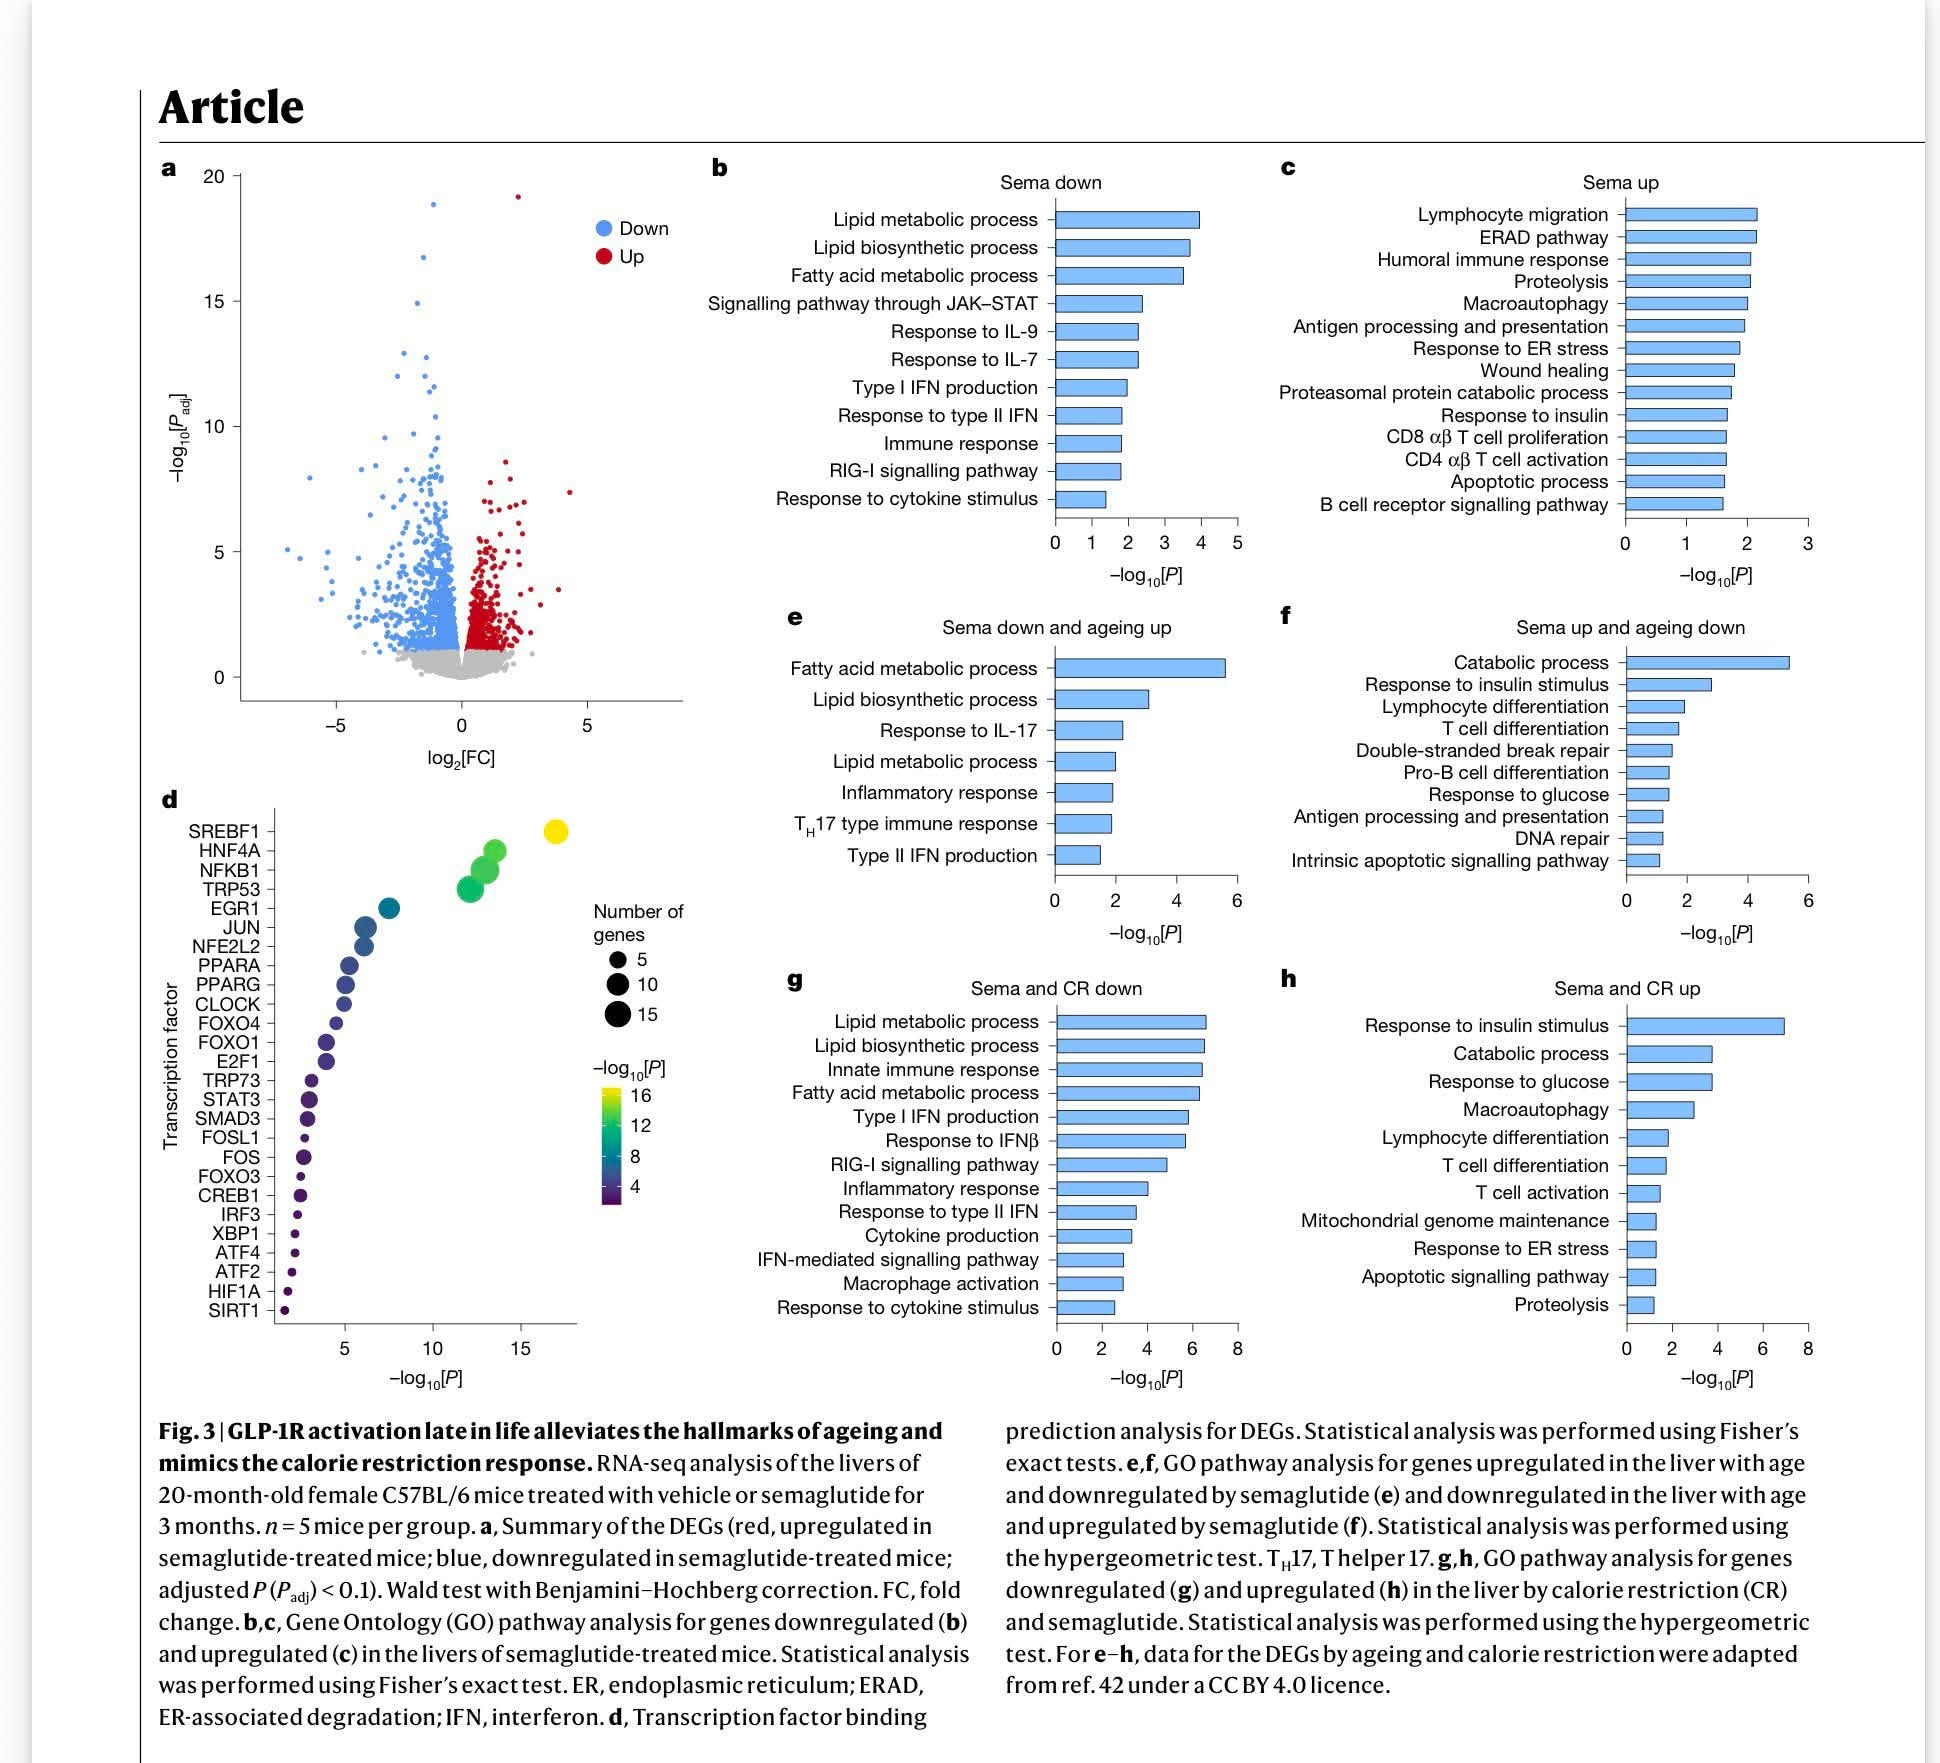 Article
a
20
15
10
5
0
–log10[Padj]
Down
Up
–5
0
5
log2[FC]
b
Sema down
Lipid metabolic process
Lipid biosynthetic process
Fatty acid metabolic process
Signalling pathway through JAK–STAT
Response to IL-9
Response to IL-7
Type I IFN production
Response to type II IFN
Immune response
RIG-I signalling pathway
Response to cytokine stimulus
0 1 2 3 4 5
–log10[P]
c
Sema up
Lymphocyte migration
ERAD pathway
Humoral immune response
Proteolysis
Macroautophagy
Antigen processing and presentation
Response to ER stress
Wound healing
Proteasomal protein catabolic process
Response to insulin
CD8 αβ T cell proliferation
CD4 αβ T cell activation
Apoptotic process
B cell receptor signalling pathway
0 1 2 3
–log10[P]
d
Transcription factor
SREBF1
HNF4A
NFKB1
TRP53
EGR1
JUN
NFE2L2
PPARA
PPARG
CLOCK
FOXO4
FOXO1
E2F1
TRP73
STAT3
SMAD3
FOSL1
FOS
FOXO3
CREB1
IRF3
XBP1
ATF4
ATF2
HIF1A
SIRT1
5 10 15
–log10[P]
Number of
genes
5
10
15
–log10[P]
16
12
8
4
e
Sema down and ageing up
Fatty acid metabolic process
Lipid biosynthetic process
Response to IL-17
Lipid metabolic process
Inflammatory response
TH17 type immune response
Type II IFN production
0 2 4 6
–log10[P]
f
Sema up and ageing down
Catabolic process
Response to insulin stimulus
Lymphocyte differentiation
T cell differentiation
Double-stranded break repair
Pro-B cell differentiation
Response to glucose
Antigen processing and presentation
DNA repair
Intrinsic apoptotic signalling pathway
0 2 4 6
–log10[P]
g
Sema and CR down
Lipid metabolic process
Lipid biosynthetic process
Innate immune response
Fatty acid metabolic process
Type I IFN production
Response to IFNβ
RIG-I signalling pathway
Inflammatory response
Response to type II IFN
Cytokine production
IFN-mediated signalling pathway
Macrophage activation
Response to cytokine stimulus
0 2 4 6 8
–log10[P]
h
Sema and CR up
Response to insulin stimulus
Catabolic process
Response to glucose
Macroautophagy
Lymphocyte differentiation
T cell differentiation
T cell activation
Mitochondrial genome maintenance
Response to ER stress
Apoptotic signalling pathway
Proteolysis
0 2 4 6 8
–log10[P]
Fig. 3 | GLP-1R activation late in life alleviates the hallmarks of ageing and
mimics the calorie restriction response. RNA-seq analysis of the livers of
20-month-old female C57BL/6 mice treated with vehicle or semaglutide for
3 months. n = 5 mice per group. a, Summary of the DEGs (red, upregulated in
semaglutide-treated mice; blue, downregulated in semaglutide-treated mice;
adjusted P (Padj) < 0.1). Wald test with Benjamini–Hochberg correction. FC, fold
change. b,c, Gene Ontology (GO) pathway analysis for genes downregulated (b)
and upregulated (c) in the livers of semaglutide-treated mice. Statistical analysis
was performed using Fisher's exact test. ER, endoplasmic reticulum; ERAD,
ER-associated degradation; IFN, interferon. d, Transcription factor binding
prediction analysis for DEGs. Statistical analysis was performed using Fisher's
exact tests. e,f, GO pathway analysis for genes upregulated in the liver with age
and downregulated by semaglutide (e) and downregulated in the liver with age
and upregulated by semaglutide (f). Statistical analysis was performed using
the hypergeometric test. TH17, T helper 17. g,h, GO pathway analysis for genes
downregulated (g) and upregulated (h) in the liver by calorie restriction (CR)
and semaglutide. Statistical analysis was performed using the hypergeometric
test. For e–h, data for the DEGs by ageing and calorie restriction were adapted
from ref. 42 under a CC BY 4.0 licence.